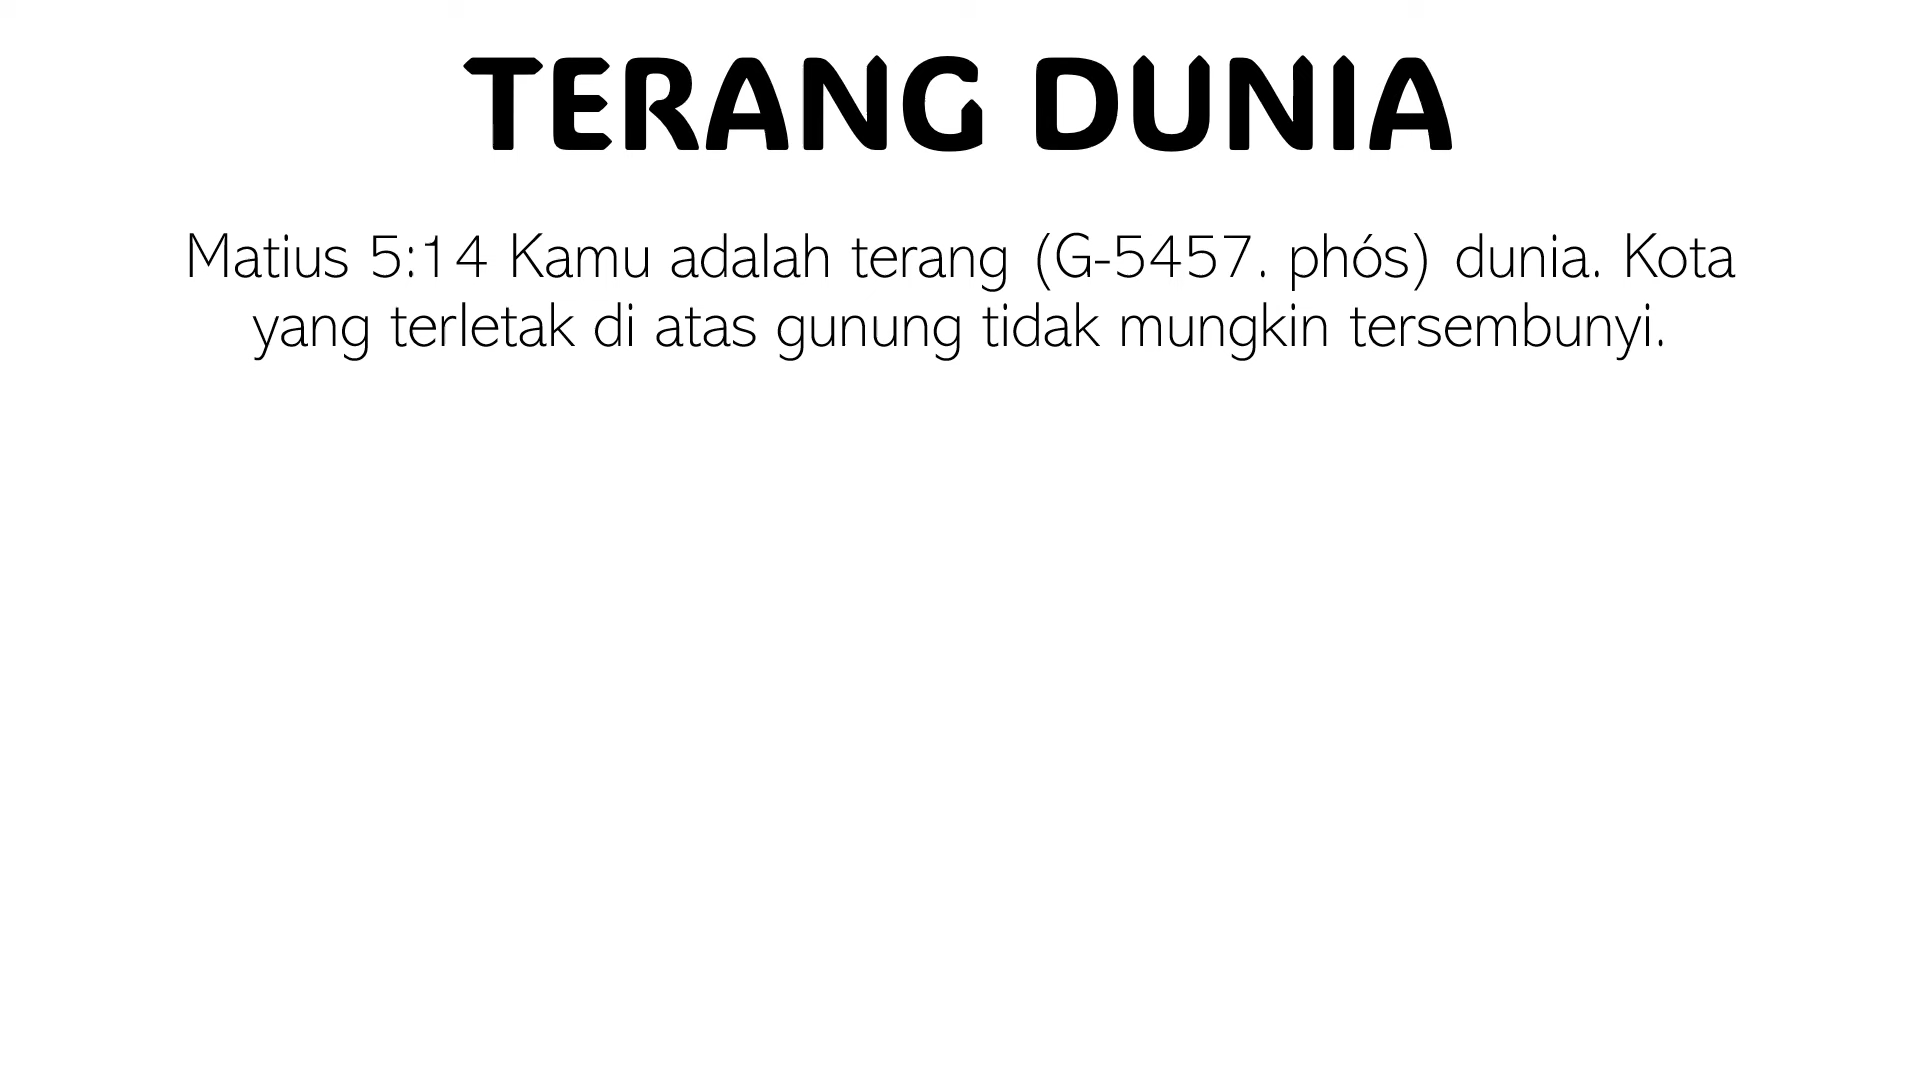 TERANG DUNIA
Matius 5:14 Kamu adalah terang (G-5457. phós) dunia. Kota
yang terletak di atas gunung tidak mungkin tersembunyi.